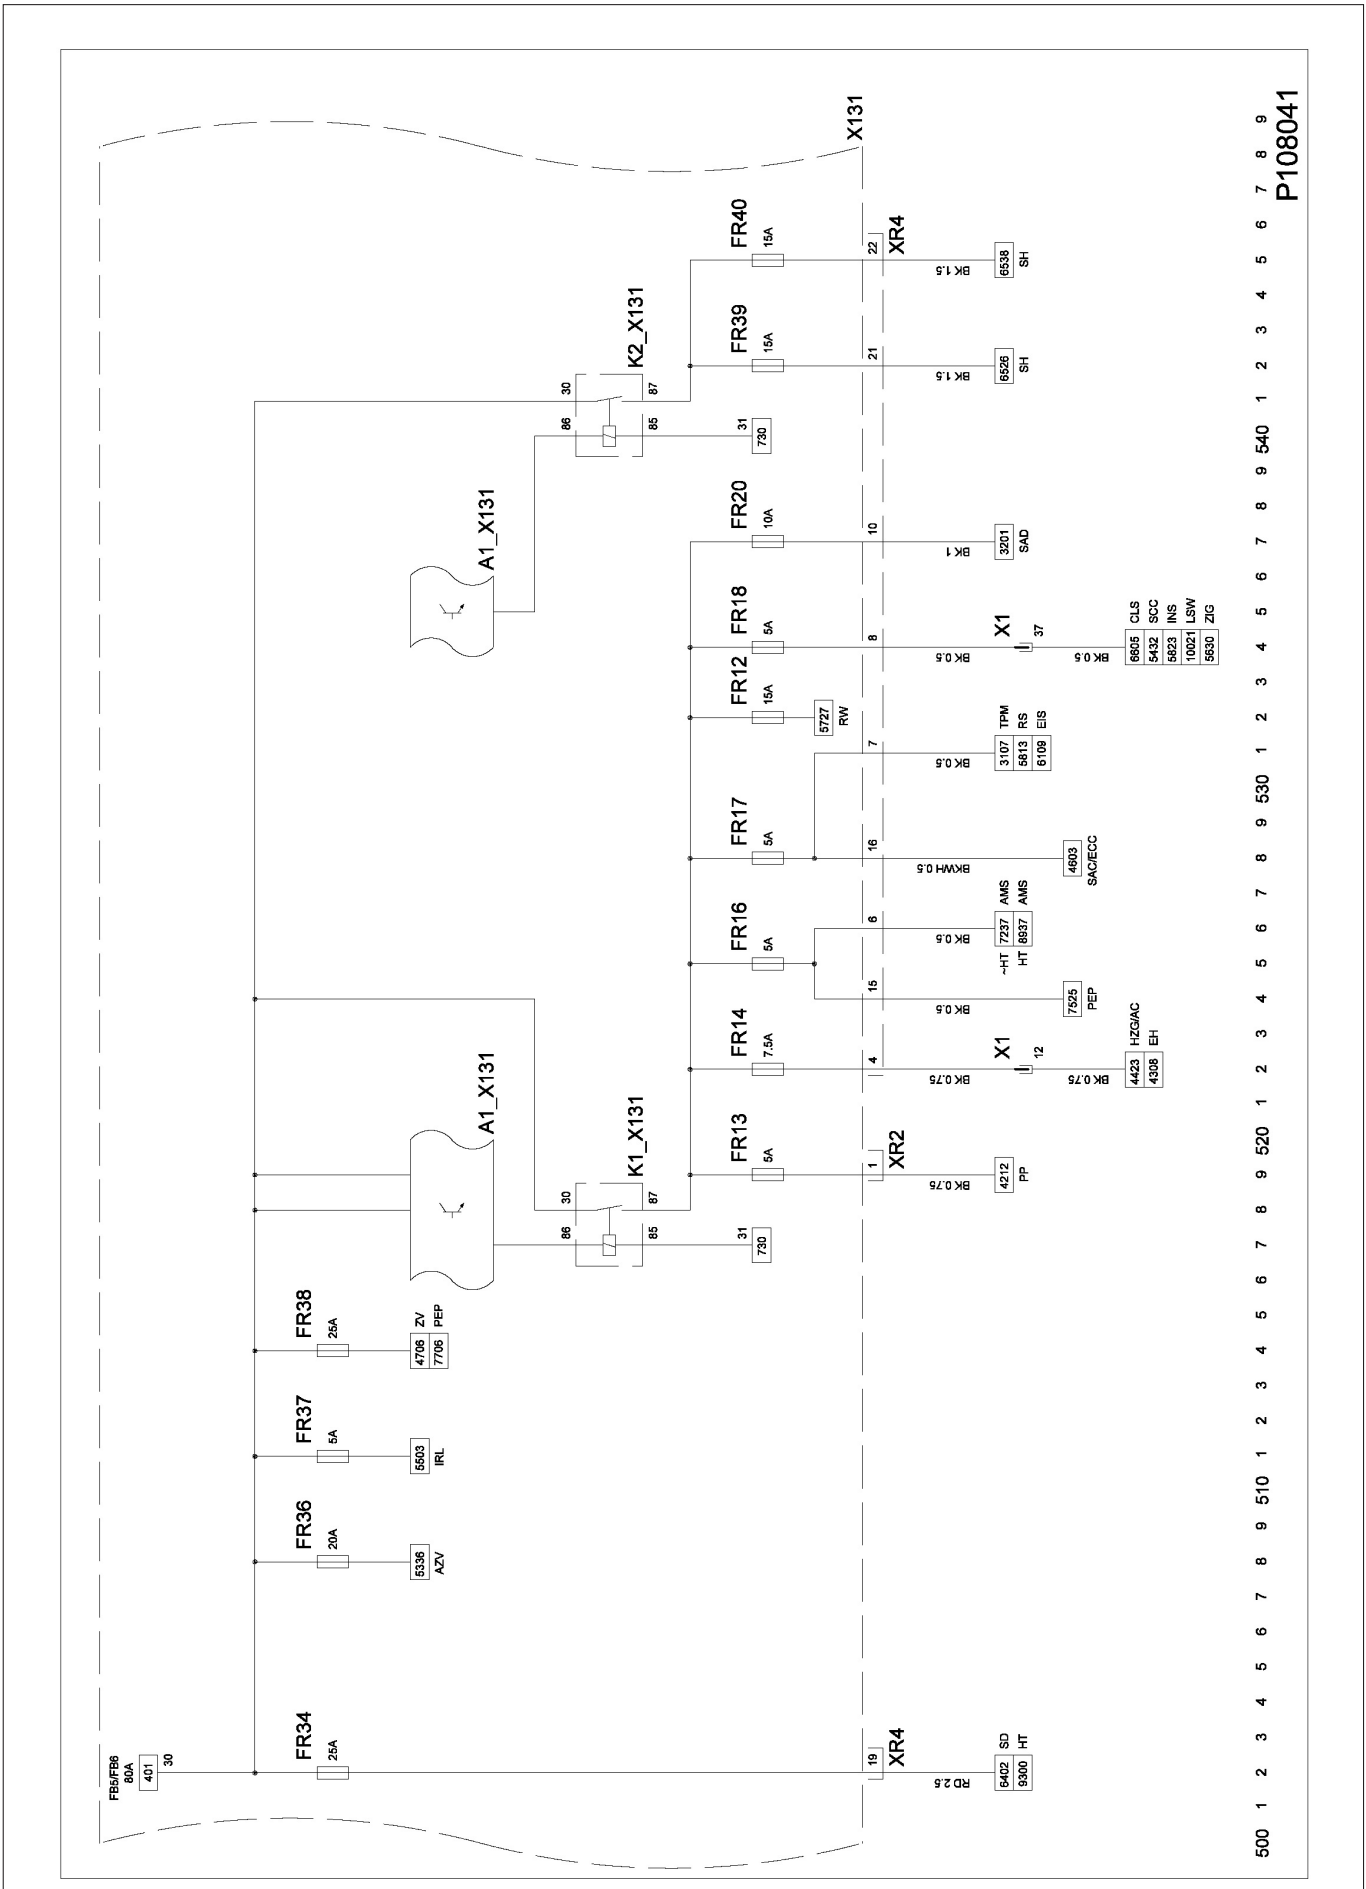 FB5/FB6
80A
401
30
FR34
25A
19
XR4
RD 2.5
6402 SD
9300 HT
FR36
20A
5336
AZV
FR37
5A
5503
IRL
FR38
25A
4706 ZV
7706 PEP
A1_X131
K1_X131
86
30
85
87
31
730
FR13
5A
1
XR2
BK 0.75
4212
PP
FR14
7.5A
4
BK 0.75
X1
12
BK 0.75
4423 HZG/AC
4308 EH
FR16
5A
15
BK 0.5
7525
PEP
6
BK 0.5
~HT 7237 AMS
HT 8937 AMS
FR17
5A
16
BKWH 0.5
4603
SAC/ECC
7
BK 0.5
3107 TPM
5813 RS
6109 EIS
FR12
15A
5727
RW
FR18
5A
8
BK 0.5
X1
37
BK 0.5
6605 CLS
5432 SCC
5823 INS
10021 LSW
5630 ZIG
FR20
10A
10
BK 1
3201
SAD
A1_X131
K2_X131
86
30
85
87
31
730
FR39
15A
21
BK 1.5
6526
SH
FR40
15A
22
XR4
BK 1.5
6538
SH
X131
500 1 2 3 4 5 6 7 8 9 510 1 2 3 4 5 6 7 8 9 520 1 2 3 4 5 6 7 8 9 530 1 2 3 4 5 6 7 8 9 540 1 2 3 4 5 6 7 8 9
P108041